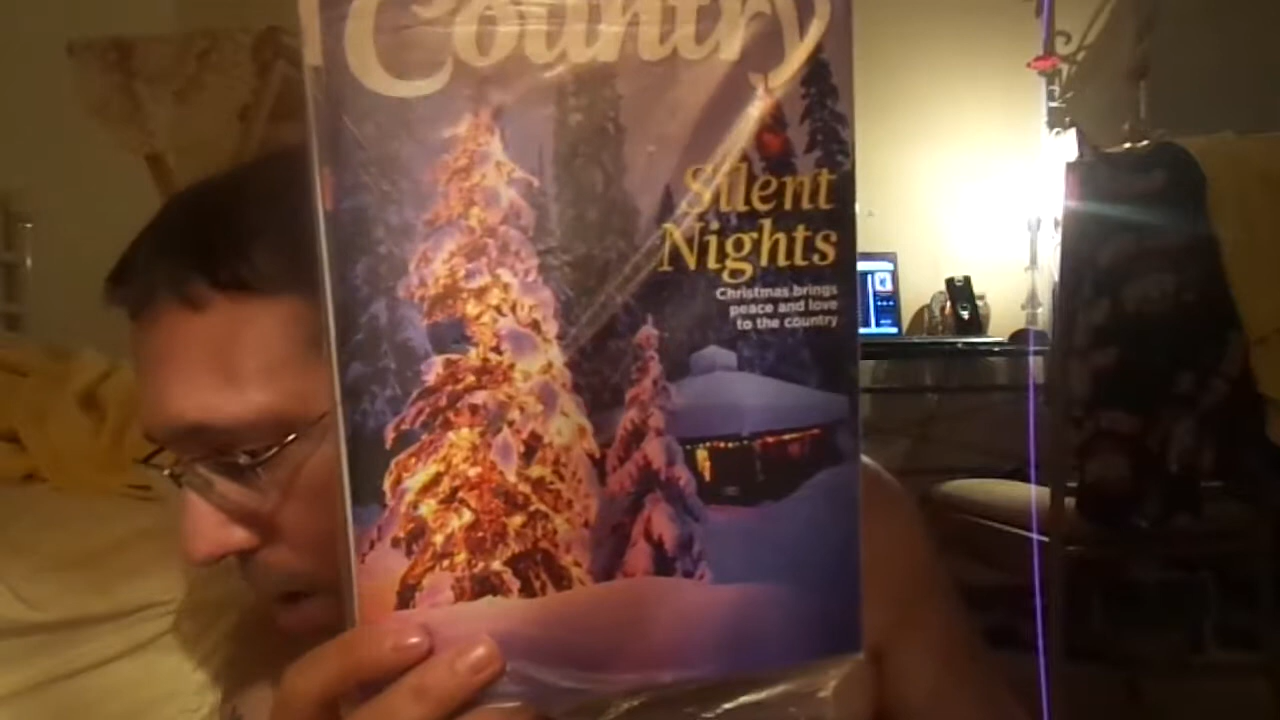 Country
Silent
Nights
Christmas brings
peace and love
to the country